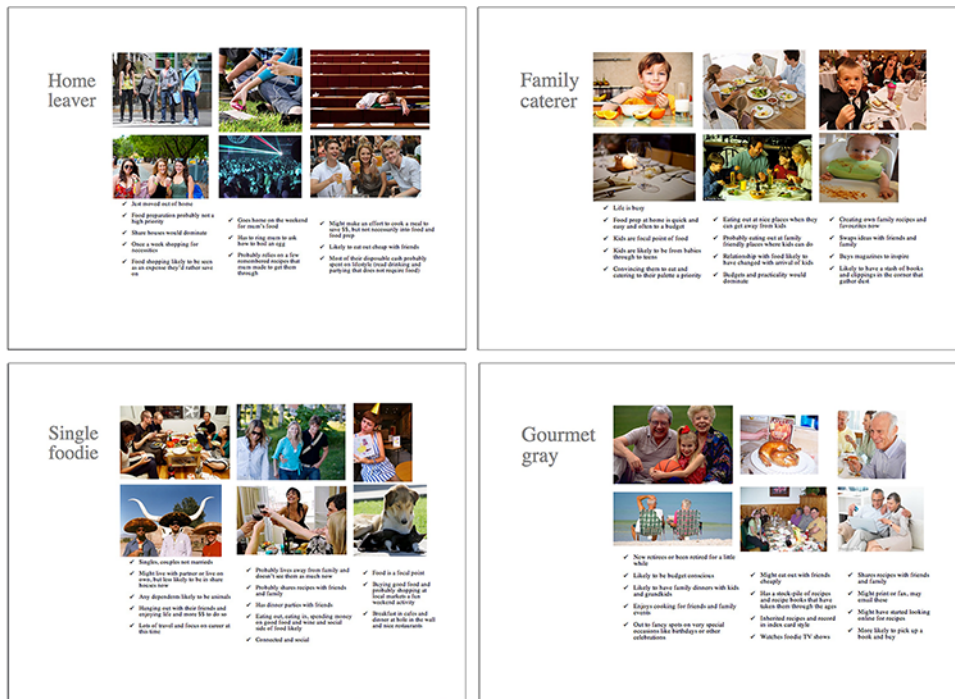 Home
leaver
✓ Just moved out of home
✓ Food preparation probably not a
high priority
✓ Share houses would dominate
✓ Once a week shopping for
necessities
✓ Food shopping likely to be seen
as an expense they'd rather save
on
✓ Goes home on the weekend
for mum's food
✓ Has to ring mum to ask
how to boil an egg
✓ Probably relies on a few
remembered recipes that
mum made to get them
through
✓ Might make an effort to cook a meal to
save $$, but not necessarily into food and
food prep
✓ Likely to eat out cheap with friends
✓ Most of their disposable cash probably
spent on lifestyle (read drinking and
partying that does not require food)
Family
caterer
✓ Life is busy
✓ Food prep at home is quick and
easy and often to a budget
✓ Kids are focal point of food
✓ Kids are likely to be from babies
through to teens
✓ Convincing them to eat and
catering to their palette a priority
✓ Eating out at nice places when they
can get away from kids
✓ Probably eating out at family
friendly places where kids can do
✓ Relationship with food likely to
have changed with arrival of kids
✓ Budgets and practicality would
dominate
✓ Creating own family recipes and
favourites now
✓ Swaps ideas with friends and
family
✓ Buys magazines to inspire
✓ Likely to have a stash of books
and clippings in the corner that
gather dust
Single
foodie
✓ Singles, couples not marrieds
✓ Might live with partner or live on
own, but less likely to be in share
houses now
✓ Any dependents likely to be animals
✓ Hanging out with their friends and
enjoying life and more $$ to do so
✓ Lots of travel and focus on career at
this time
✓ Probably lives away from family and
doesn't see them as much now
✓ Probably shares recipes with friends
and family
✓ Has dinner parties with friends
✓ Eating out, eating in, spending money
on good food and wine and social
side of food likely
✓ Connected and social
✓ Food is a focal point
✓ Buying good food and
probably shopping at
local markets a fun
weekend activity
✓ Breakfast in cafes and
dinner at hole in the wall
and nice restaurants
Gourmet
gray
✓ New retirees or been retired for a little
while
✓ Likely to be budget conscious
✓ Likely to have family dinners with kids
and grandkids
✓ Enjoys cooking for friends and family
events
✓ Out to fancy spots on very special
occasions like birthdays or other
celebrations
✓ Might eat out with friends
cheaply
✓ Has a stock-pile of recipes
and recipe books that have
taken them through the ages
✓ Inherited recipes and record
in index card style
✓ Watches foodie TV shows
✓ Shares recipes with friends
and family
✓ Might print or fax, may
email these
✓ Might have started looking
online for recipes
✓ More likely to pick up a
book and buy